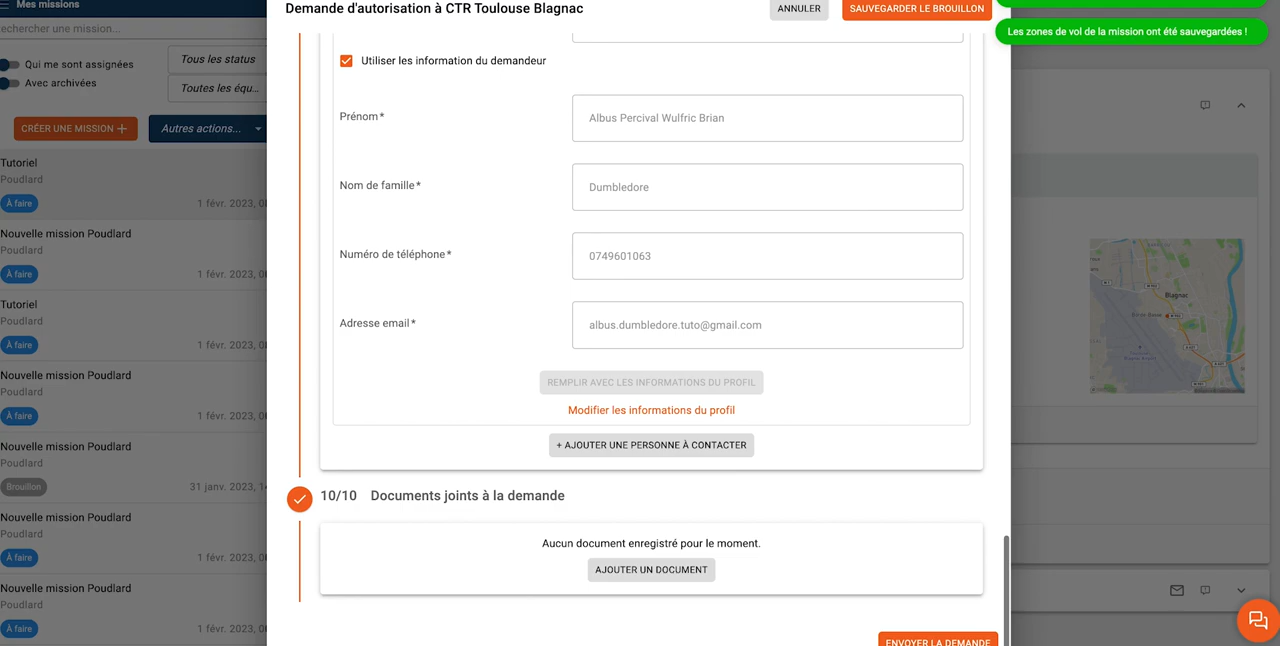 Mes missions
echercher une mission...
Qui me sont assignées
Tous les status
Avec archivées
Toutes les équ...
CRÉER UNE MISSION +
Autres actions...
Tutoriel
Poudlard
À faire
1 févr. 2023, 0
Nouvelle mission Poudlard
Poudlard
À faire
1 févr. 2023, 0
Tutoriel
Poudlard
À faire
1 févr. 2023, 0
Nouvelle mission Poudlard
Poudlard
À faire
1 févr. 2023, 0
Nouvelle mission Poudlard
Poudlard
Brouillon
31 janv. 2023, 1
Nouvelle mission Poudlard
Poudlard
À faire
1 févr. 2023, 0
Nouvelle mission Poudlard
Poudlard
À faire
1 févr. 2023, 0
Demande d'autorisation à CTR Toulouse Blagnac
ANNULER
SAUVEGARDER LE BROUILLON
Utiliser les information du demandeur
Prénom*
Albus Percival Wulfric Brian
Nom de famille*
Dumbledore
Numéro de téléphone*
0749601063
Adresse email*
albus.dumbledore.tuto@gmail.com
REMPLIR AVEC LES INFORMATIONS DU PROFIL
Modifier les informations du profil
+ AJOUTER UNE PERSONNE À CONTACTER
10/10 Documents joints à la demande
Aucun document enregistré pour le moment.
AJOUTER UN DOCUMENT
ENVOYER LA DEMANDE
Les zones de vol de la mission ont été sauvegardées !
Blagnac